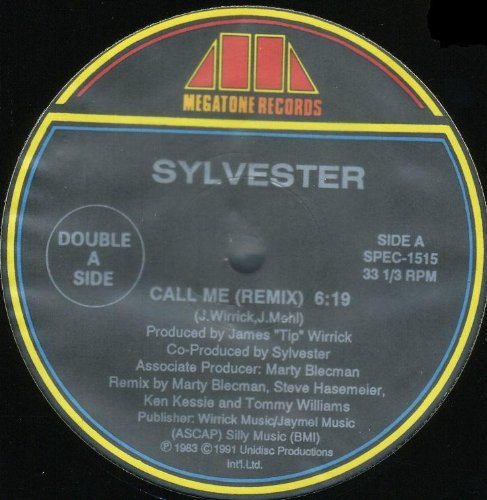 MEGATONE RECORDS
SYLVESTER
DOUBLE
A
SIDE
SIDE A
SPEC-1515
33 1/3 RPM
CALL ME (REMIX) 6:19
(J.Wirrick,J.Mehl)
Produced by James "Tip" Wirrick
Co-Produced by Sylvester
Associate Producer: Marty Blecman
Remix by Marty Blecman, Steve Hasemeier,
Ken Kessie and Tommy Williams
Publisher: Wirrick Music/Jaymel Music
(ASCAP) Silly Music (BMI)
℗ 1983 ©1991 Unidisc Productions
Int'l.Ltd.